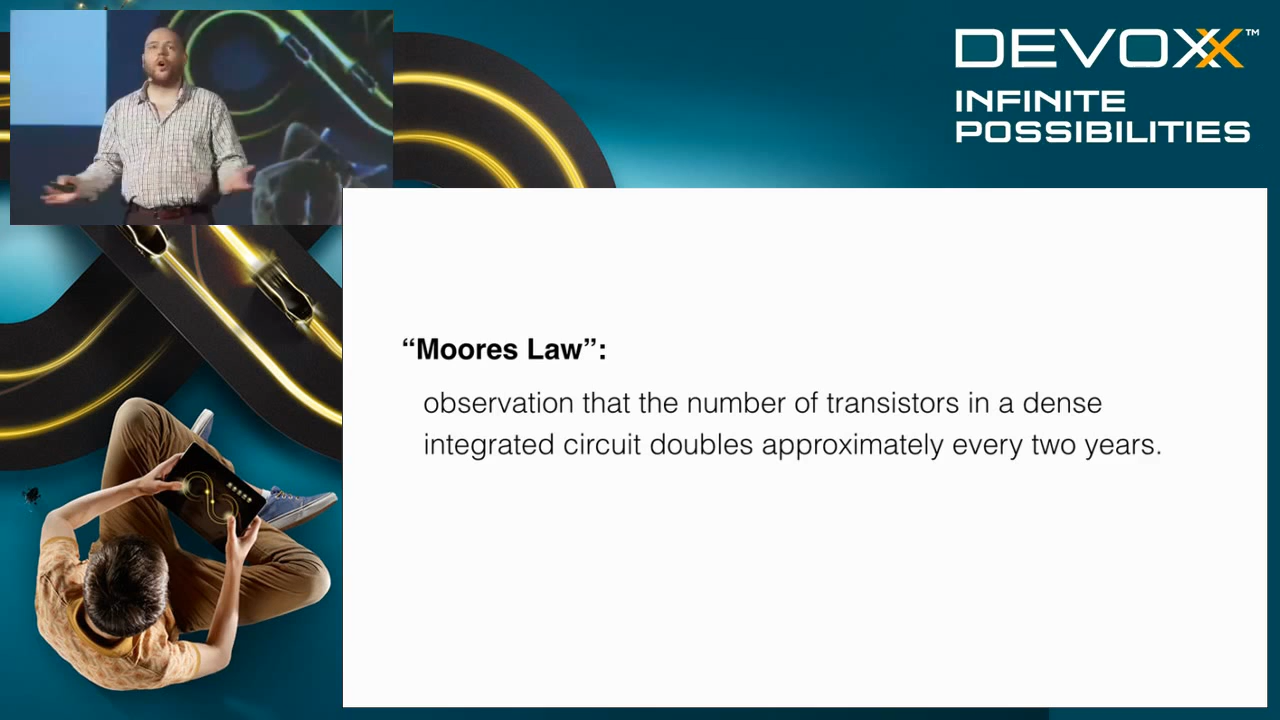 DEVOXX™
INFINITE
POSSIBILITIES
“Moores Law”:
observation that the number of transistors in a dense
integrated circuit doubles approximately every two years.